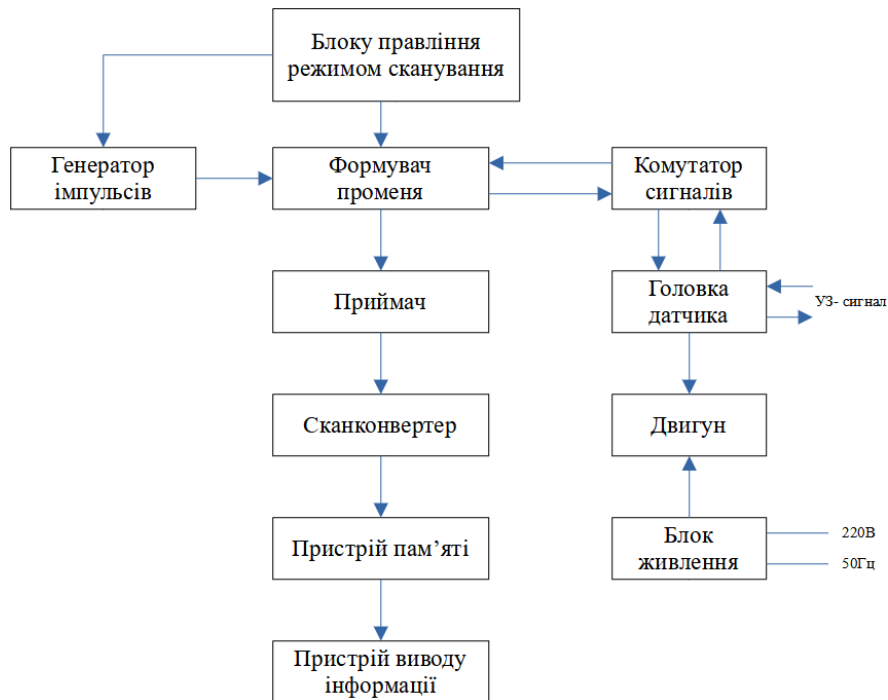 Блоку правління
режимом сканування
Генератор
імпульсів
Формувач
променя
Комутатор
сигналів
Приймач
Головка
датчика
УЗ- сигнал
Сканконвертер
Двигун
Пристрій пам’яті
Блок
живлення
220В
50Гц
Пристрій виводу
інформації